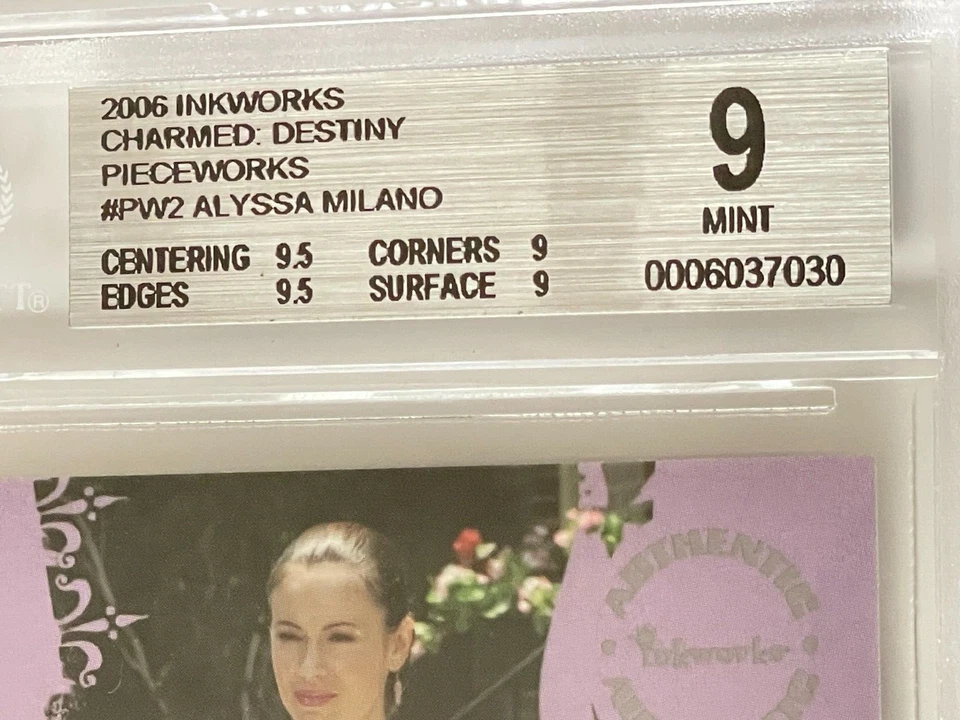 2006 INKWORKS
CHARMED: DESTINY
PIECEWORKS
#PW2 ALYSSA MILANO
CENTERING 9.5 CORNERS 9
EDGES 9.5 SURFACE 9
9
MINT
0006037030
AUTHENTIC
Inkworks